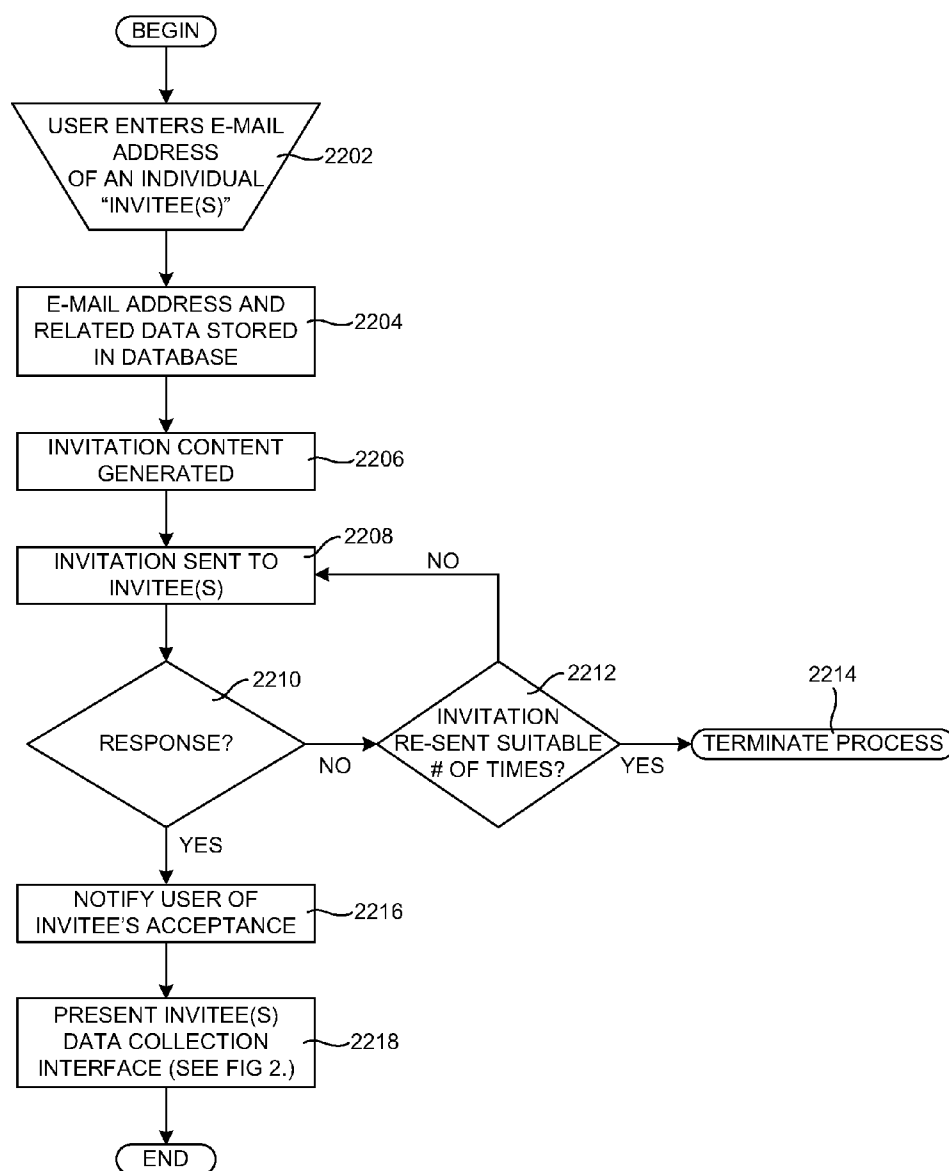 BEGIN
USER ENTERS E-MAIL
ADDRESS
OF AN INDIVIDUAL
“INVITEE(S)”
2202
E-MAIL ADDRESS AND
RELATED DATA STORED
IN DATABASE
2204
INVITATION CONTENT
GENERATED
2206
INVITATION SENT TO
INVITEE(S)
2208
NO
RESPONSE?
2210
NO
INVITATION
RE-SENT SUITABLE
# OF TIMES?
2212
YES
TERMINATE PROCESS
2214
YES
NOTIFY USER OF
INVITEE’S ACCEPTANCE
2216
PRESENT INVITEE(S)
DATA COLLECTION
INTERFACE (SEE FIG 2.)
2218
END